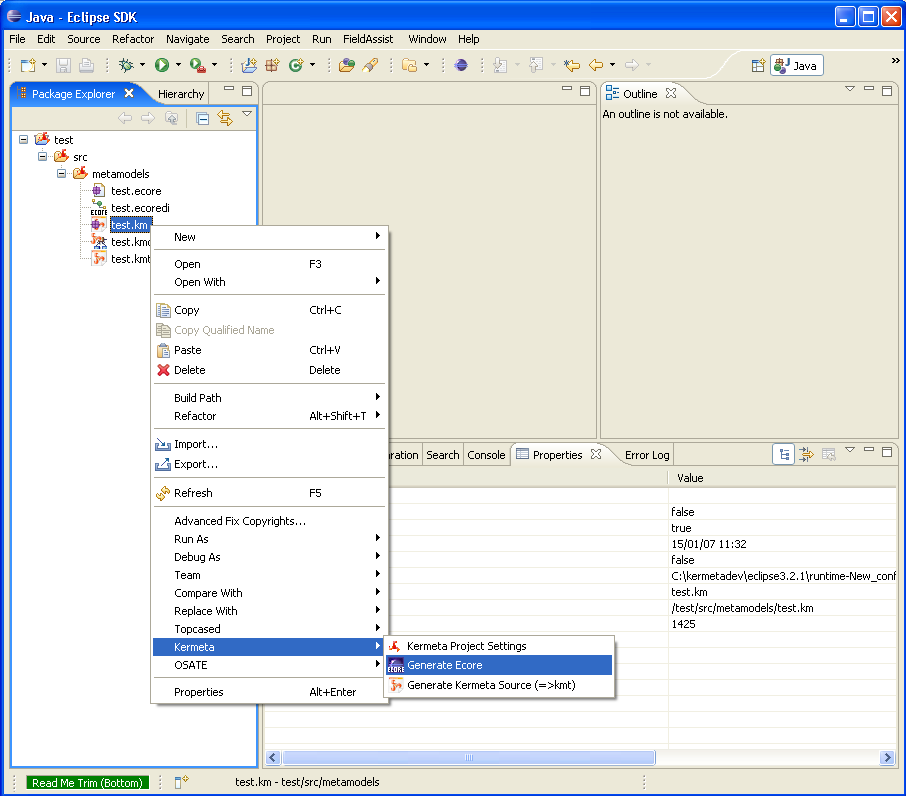 Java - Eclipse SDK
File Edit Source Refactor Navigate Search Project Run FieldAssist Window Help
Java
Package Explorer Hierarchy
Outline
An outline is not available.
test
src
metamodels
test.ecore
test.ecoredi
test.km
test.km
test.kmt
New
Open F3
Open With
Copy Ctrl+C
Copy Qualified Name
Paste Ctrl+V
Delete Delete
Build Path
Refactor Alt+Shift+T
Import...
Export...
Refresh F5
Advanced Fix Copyrights...
Run As
Debug As
Team
Compare With
Replace With
Topcased
Kermeta
OSATE
Properties Alt+Enter
Kermeta Project Settings
ECORE Generate Ecore
Generate Kermeta Source (=>kmt)
ration Search Console Properties Error Log
Value
false
true
15/01/07 11:32
false
C:\kermetadev\eclipse3.2.1\runtime-New_conf
test.km
/test/src/metamodels/test.km
1425
Read Me Trim (Bottom)
test.km - test/src/metamodels